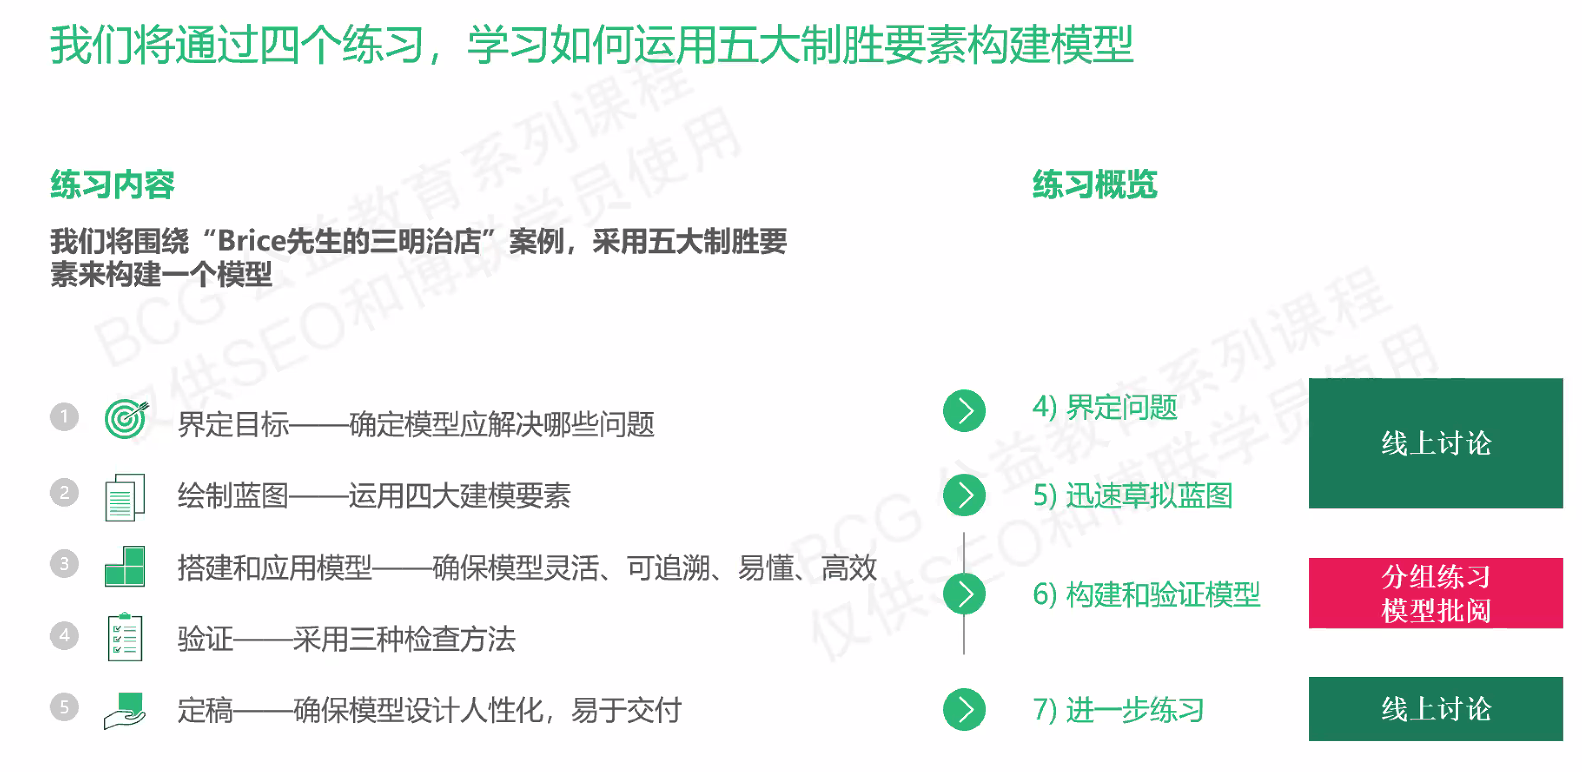 我们将通过四个练习，学习如何运用五大制胜要素构建模型
练习内容
我们将围绕“Brice先生的三明治店”案例，采用五大制胜要
素来构建一个模型
1 界定目标——确定模型应解决哪些问题
2 绘制蓝图——运用四大建模要素
3 搭建和应用模型——确保模型灵活、可追溯、易懂、高效
4 验证——采用三种检查方法
5 定稿——确保模型设计人性化，易于交付
练习概览
4) 界定问题
5) 迅速草拟蓝图
线上讨论
6) 构建和验证模型
分组练习
模型批阅
7) 进一步练习
线上讨论
BCG 公益教育系列课程
仅供SEO和博联学员使用
BCG 公益教育系列课程
仅供SEO和博联学员使用